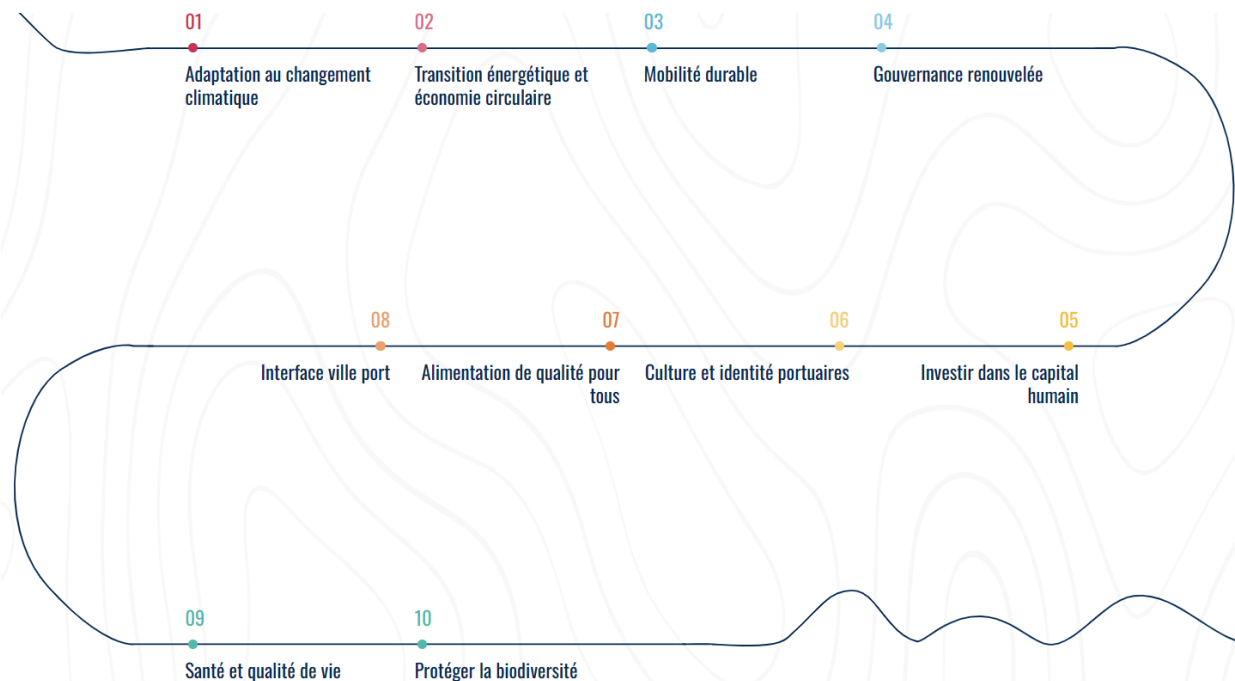 01
Adaptation au changement
climatique
02
Transition énergétique et
économie circulaire
03
Mobilité durable
04
Gouvernance renouvelée
08
Interface ville port
07
Alimentation de qualité pour
tous
06
Culture et identité portuaires
05
Investir dans le capital
humain
09
Santé et qualité de vie
10
Protéger la biodiversité